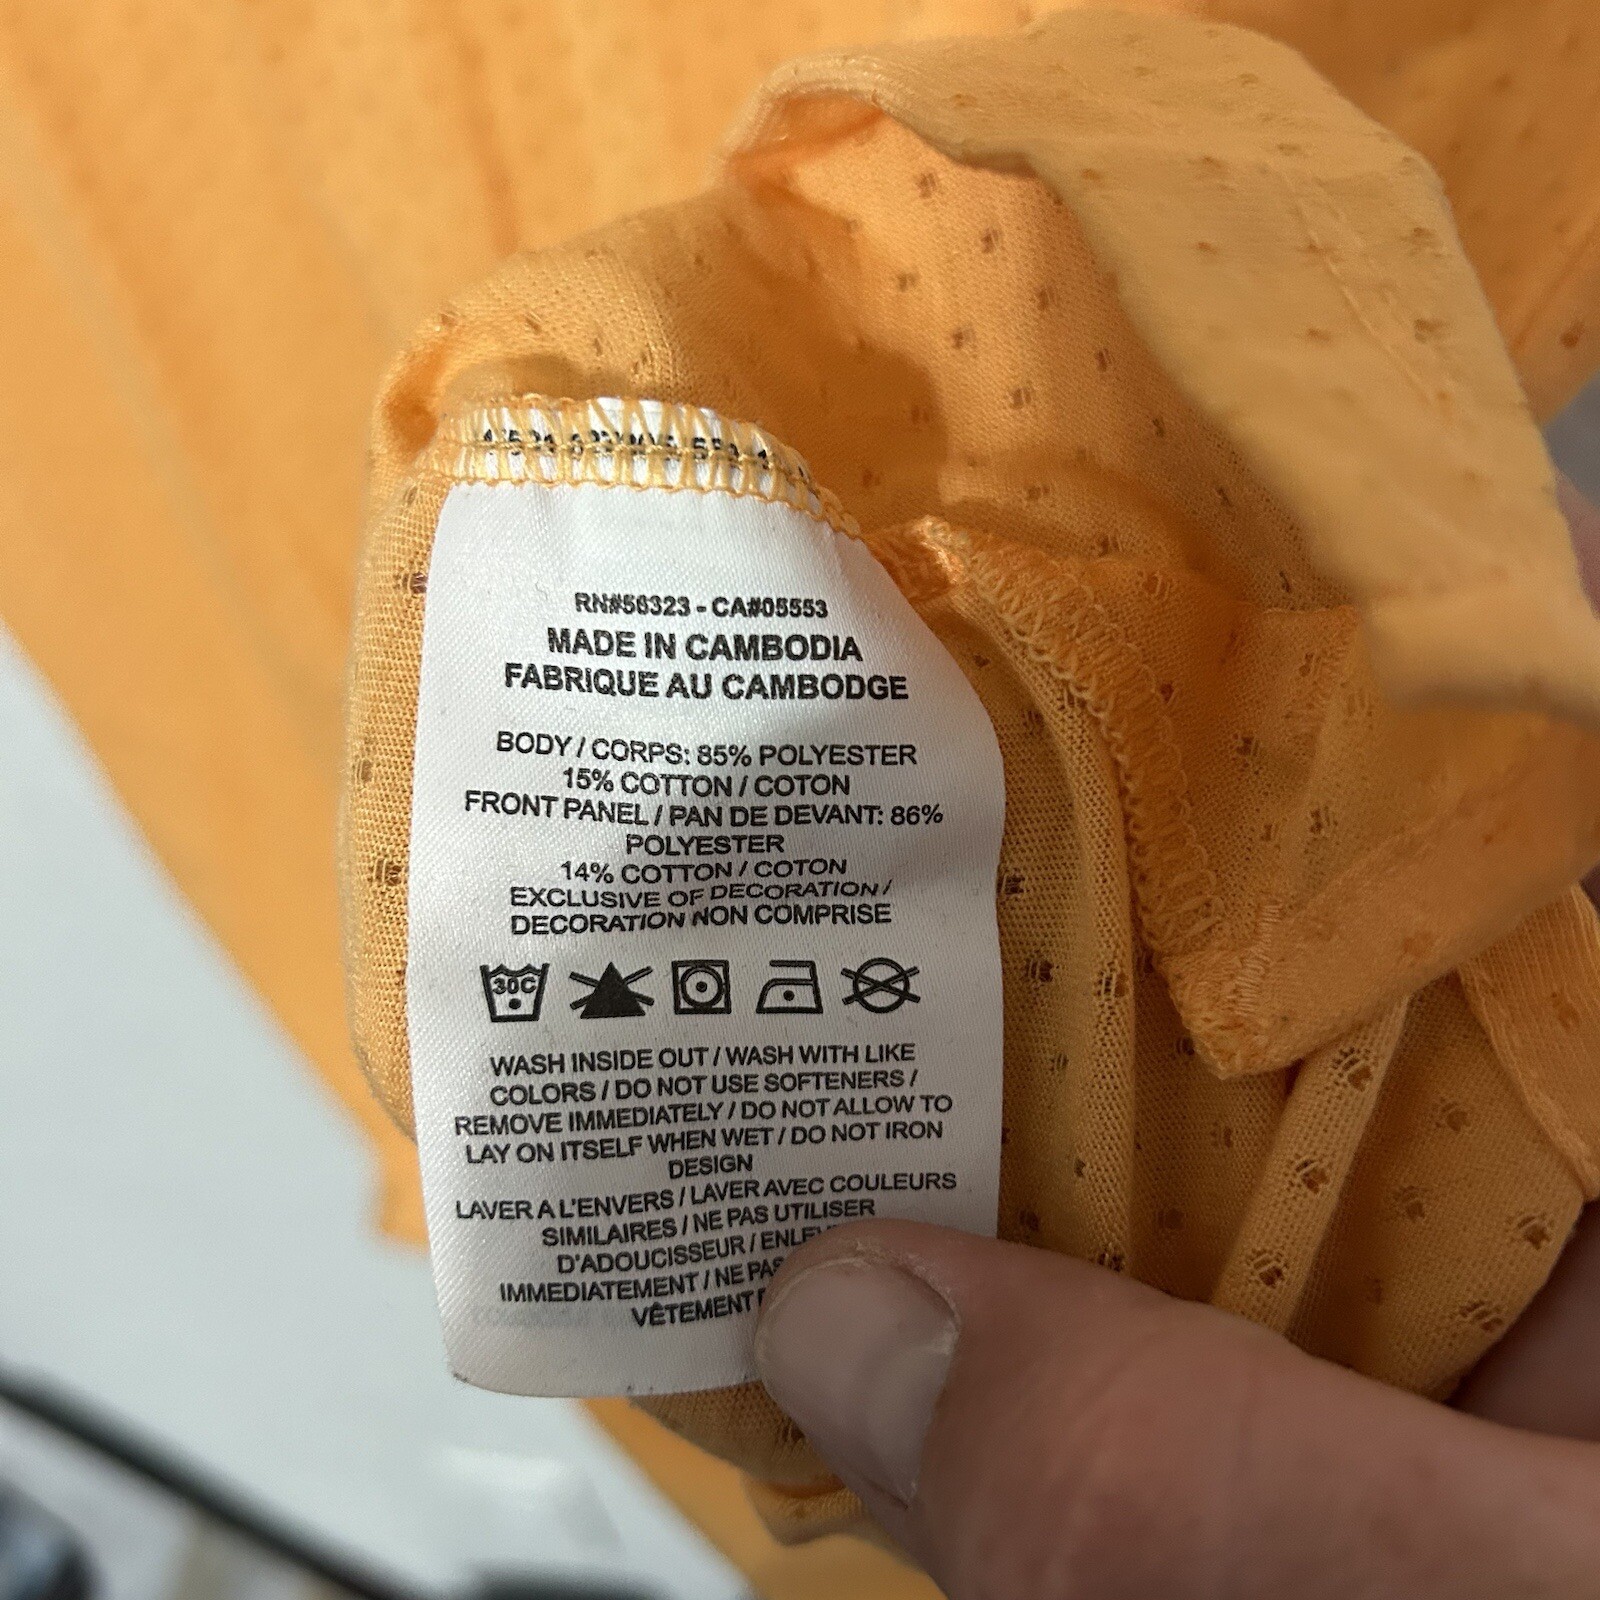 RN#56323 - CA#05553
MADE IN CAMBODIA
FABRIQUE AU CAMBODGE
BODY / CORPS: 85% POLYESTER
15% COTTON / COTON
FRONT PANEL / PAN DE DEVANT: 86%
POLYESTER
14% COTTON / COTON
EXCLUSIVE OF DECORATION /
DECORATION NON COMPRISE
30C
WASH INSIDE OUT / WASH WITH LIKE
COLORS / DO NOT USE SOFTENERS /
REMOVE IMMEDIATELY / DO NOT ALLOW TO
LAY ON ITSELF WHEN WET / DO NOT IRON
DESIGN
LAVER A L'ENVERS / LAVER AVEC COULEURS
SIMILAIRES / NE PAS UTILISER
D'ADOUCISSEUR /
IMMEDIATEMENT / NE PAS
VÊTEMENT